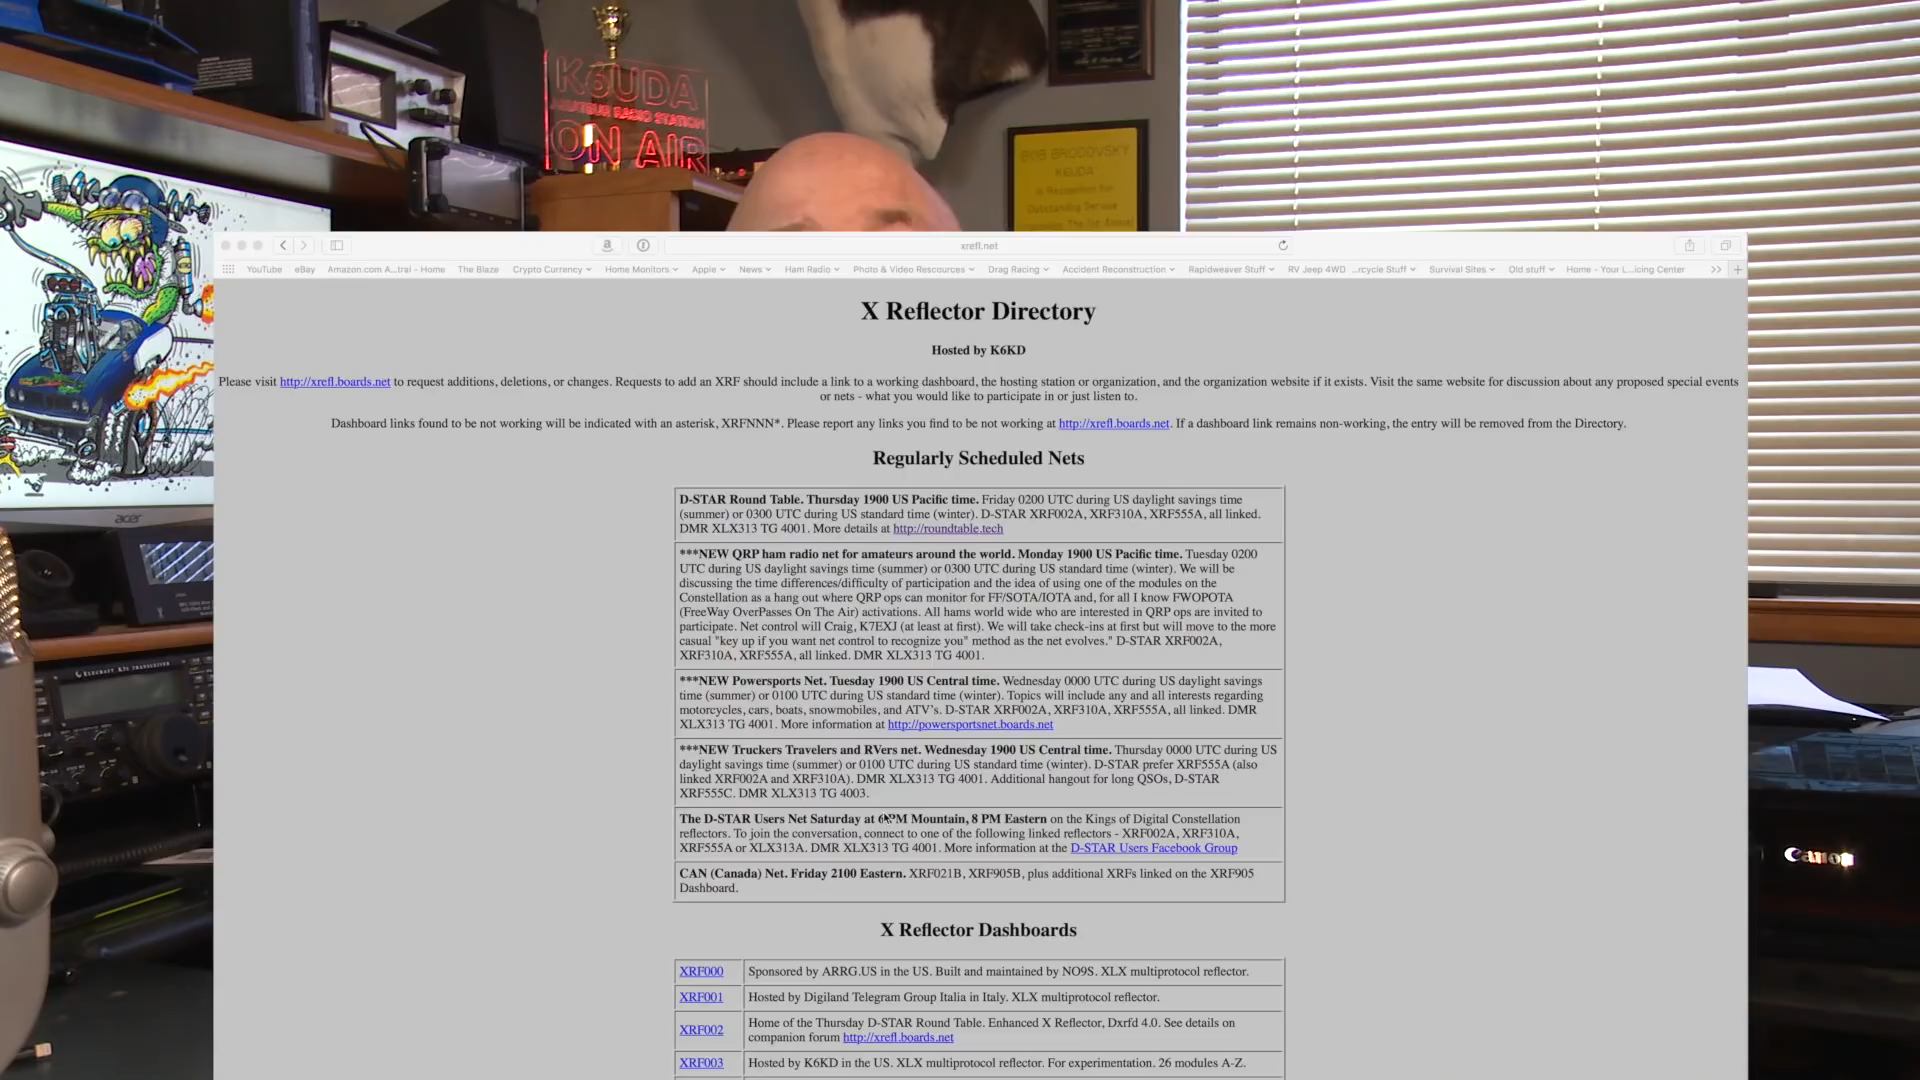 K6UDA
AMATEUR RADIO STATION
ON AIR
BOB BRODOVSKY
K6UDA
In Recognition for
Outstanding Service
acer
ELECRAFT K3S TRANSCEIVER
Canon
xrefl.net
YouTube eBay Amazon.com A...tral - Home The Blaze Crypto Currency Home Monitors Apple News Ham Radio Photo & Video Rescources Drag Racing Accident Reconstruction Rapidweaver Stuff RV Jeep 4WD ...rcycle Stuff Survival Sites Old stuff Home - Your L...icing Center
X Reflector Directory
Hosted by K6KD
Please visit http://xrefl.boards.net to request additions, deletions, or changes. Requests to add an XRF should include a link to a working dashboard, the hosting station or organization, and the organization website if it exists. Visit the same website for discussion about any proposed special events
or nets - what you would like to participate in or just listen to.
Dashboard links found to be not working will be indicated with an asterisk, XRFNNN*. Please report any links you find to be not working at http://xrefl.boards.net. If a dashboard link remains non-working, the entry will be removed from the Directory.
Regularly Scheduled Nets
D-STAR Round Table. Thursday 1900 US Pacific time. Friday 0200 UTC during US daylight savings time
(summer) or 0300 UTC during US standard time (winter). D-STAR XRF002A, XRF310A, XRF555A, all linked.
DMR XLX313 TG 4001. More details at http://roundtable.tech
***NEW QRP ham radio net for amateurs around the world. Monday 1900 US Pacific time. Tuesday 0200
UTC during US daylight savings time (summer) or 0300 UTC during US standard time (winter). We will be
discussing the time differences/difficulty of participation and the idea of using one of the modules on the
Constellation as a hang out where QRP ops can monitor for FF/SOTA/IOTA and, for all I know FWOPOTA
(FreeWay OverPasses On The Air) activations. All hams world wide who are interested in QRP ops are invited to
participate. Net control will Craig, K7EXJ (at least at first). We will take check-ins at first but will move to the more
casual "key up if you want net control to recognize you" method as the net evolves." D-STAR XRF002A,
XRF310A, XRF555A, all linked. DMR XLX313 TG 4001.
***NEW Powersports Net. Tuesday 1900 US Central time. Wednesday 0000 UTC during US daylight savings
time (summer) or 0100 UTC during US standard time (winter). Topics will include any and all interests regarding
motorcycles, cars, boats, snowmobiles, and ATV's. D-STAR XRF002A, XRF310A, XRF555A, all linked. DMR
XLX313 TG 4001. More information at http://powersportsnet.boards.net
***NEW Truckers Travelers and RVers net. Wednesday 1900 US Central time. Thursday 0000 UTC during US
daylight savings time (summer) or 0100 UTC during US standard time (winter). D-STAR prefer XRF555A (also
linked XRF002A and XRF310A). DMR XLX313 TG 4001. Additional hangout for long QSOs, D-STAR
XRF555C. DMR XLX313 TG 4003.
The D-STAR Users Net Saturday at 6 PM Mountain, 8 PM Eastern on the Kings of Digital Constellation
reflectors. To join the conversation, connect to one of the following linked reflectors - XRF002A, XRF310A,
XRF555A or XLX313A. DMR XLX313 TG 4001. More information at the D-STAR Users Facebook Group
CAN (Canada) Net. Friday 2100 Eastern. XRF021B, XRF905B, plus additional XRFs linked on the XRF905
Dashboard.
X Reflector Dashboards
XRF000 Sponsored by ARRG.US in the US. Built and maintained by NO9S. XLX multiprotocol reflector.
XRF001 Hosted by Digiland Telegram Group Italia in Italy. XLX multiprotocol reflector.
XRF002 Home of the Thursday D-STAR Round Table. Enhanced X Reflector, Dxrfd 4.0. See details on
companion forum http://xrefl.boards.net
XRF003 Hosted by K6KD in the US. XLX multiprotocol reflector. For experimentation. 26 modules A-Z.